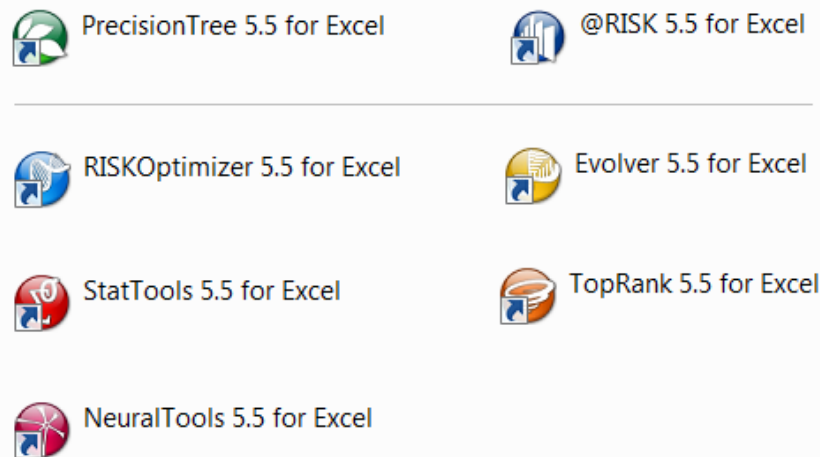 PrecisionTree 5.5 for Excel
@RISK 5.5 for Excel
RISKOptimizer 5.5 for Excel
Evolver 5.5 for Excel
StatTools 5.5 for Excel
TopRank 5.5 for Excel
NeuralTools 5.5 for Excel